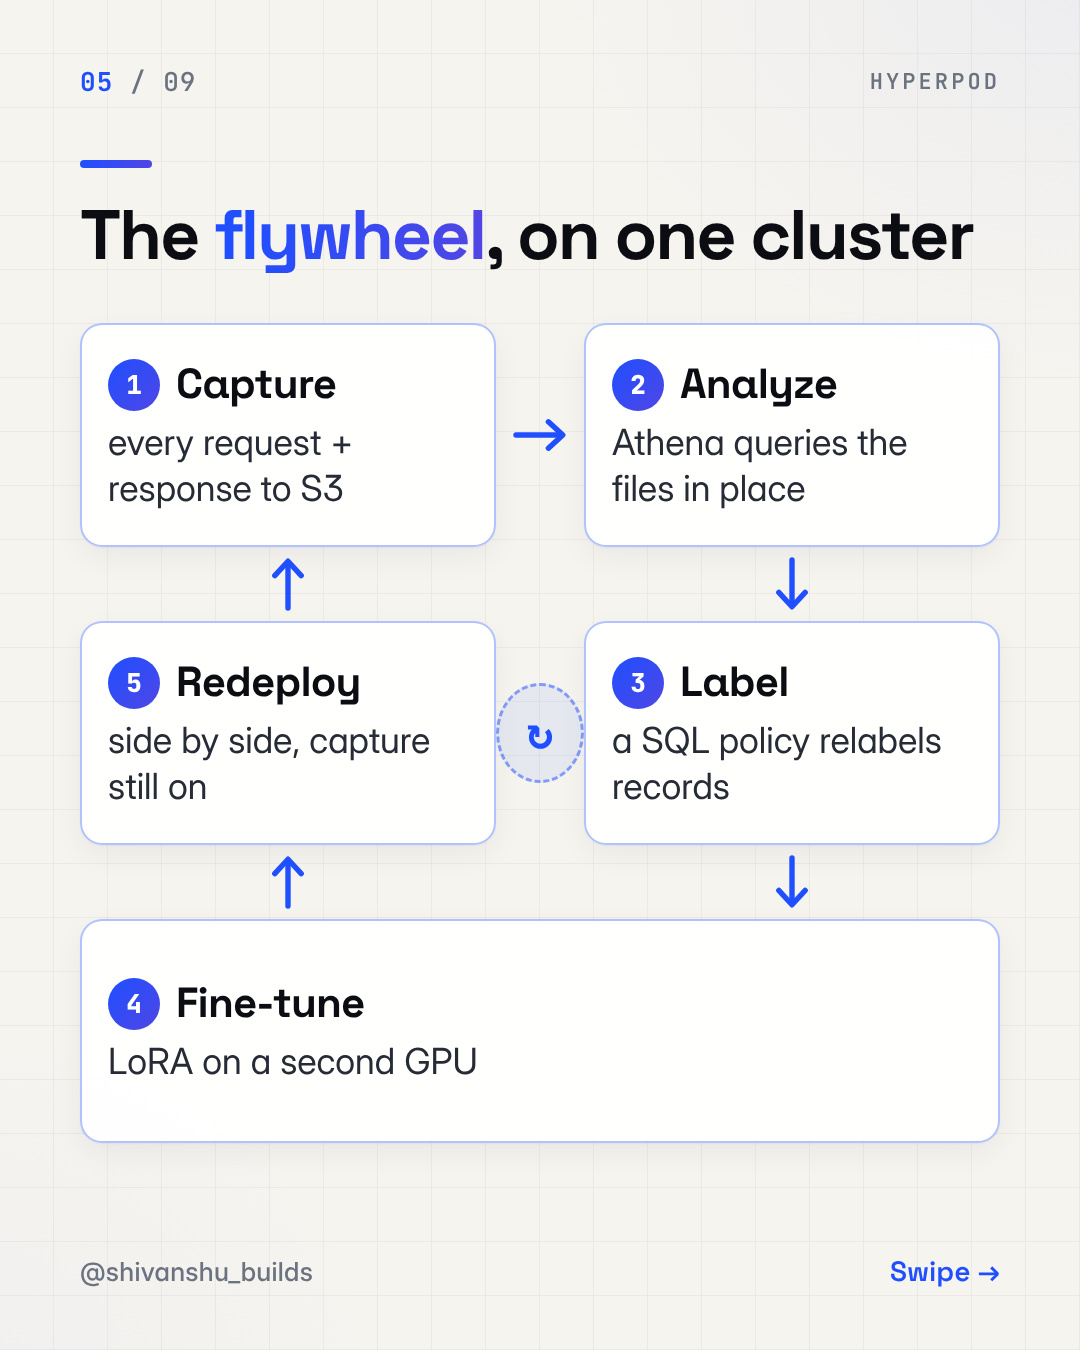 05 / 09
HYPERPOD
The flywheel, on one cluster
1 Capture
every request +
response to S3
→
2 Analyze
Athena queries the
files in place
↑
↓
5 Redeploy
side by side, capture
still on
↻
3 Label
a SQL policy relabels
records
↑
↓
4 Fine-tune
LoRA on a second GPU
@shivanshu_builds
Swipe →